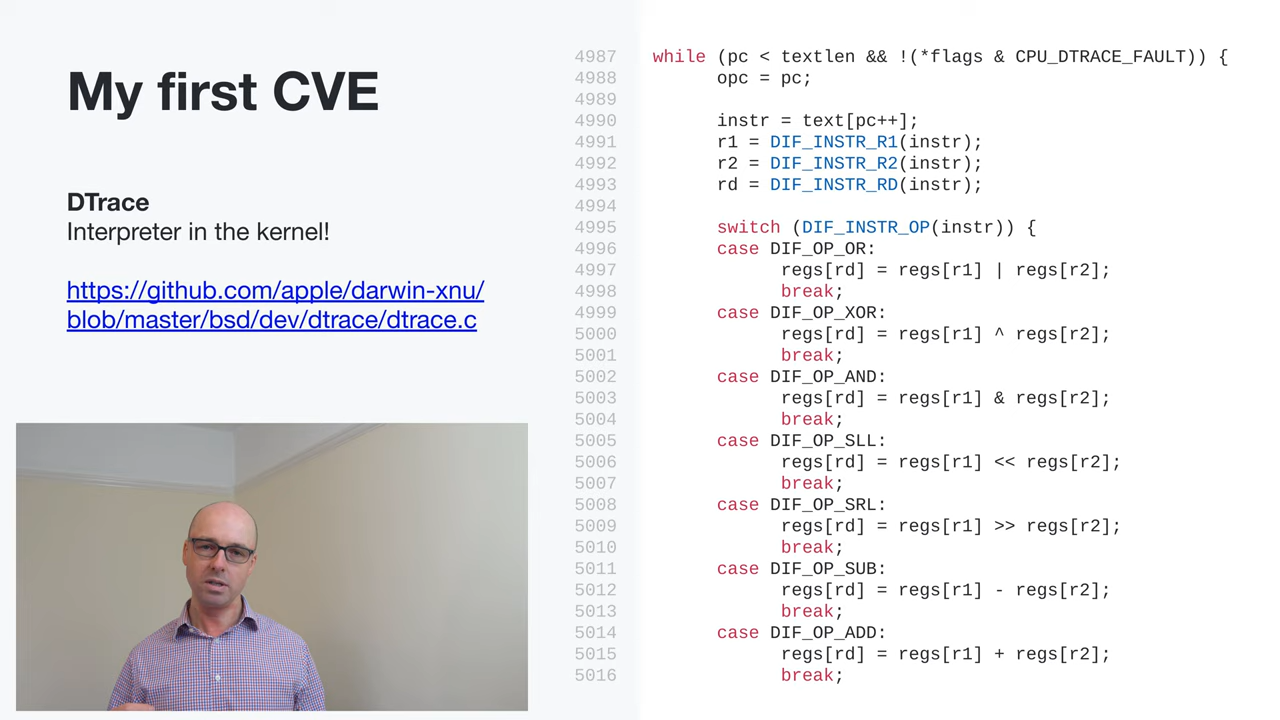 My first CVE
DTrace
Interpreter in the kernel!
https://github.com/apple/darwin-xnu/
blob/master/bsd/dev/dtrace/dtrace.c
4987 while (pc < textlen && !(*flags & CPU_DTRACE_FAULT)) {
4988 opc = pc;
4989
4990 instr = text[pc++];
4991 r1 = DIF_INSTR_R1(instr);
4992 r2 = DIF_INSTR_R2(instr);
4993 rd = DIF_INSTR_RD(instr);
4994
4995 switch (DIF_INSTR_OP(instr)) {
4996 case DIF_OP_OR:
4997 regs[rd] = regs[r1] | regs[r2];
4998 break;
4999 case DIF_OP_XOR:
5000 regs[rd] = regs[r1] ^ regs[r2];
5001 break;
5002 case DIF_OP_AND:
5003 regs[rd] = regs[r1] & regs[r2];
5004 break;
5005 case DIF_OP_SLL:
5006 regs[rd] = regs[r1] << regs[r2];
5007 break;
5008 case DIF_OP_SRL:
5009 regs[rd] = regs[r1] >> regs[r2];
5010 break;
5011 case DIF_OP_SUB:
5012 regs[rd] = regs[r1] - regs[r2];
5013 break;
5014 case DIF_OP_ADD:
5015 regs[rd] = regs[r1] + regs[r2];
5016 break;